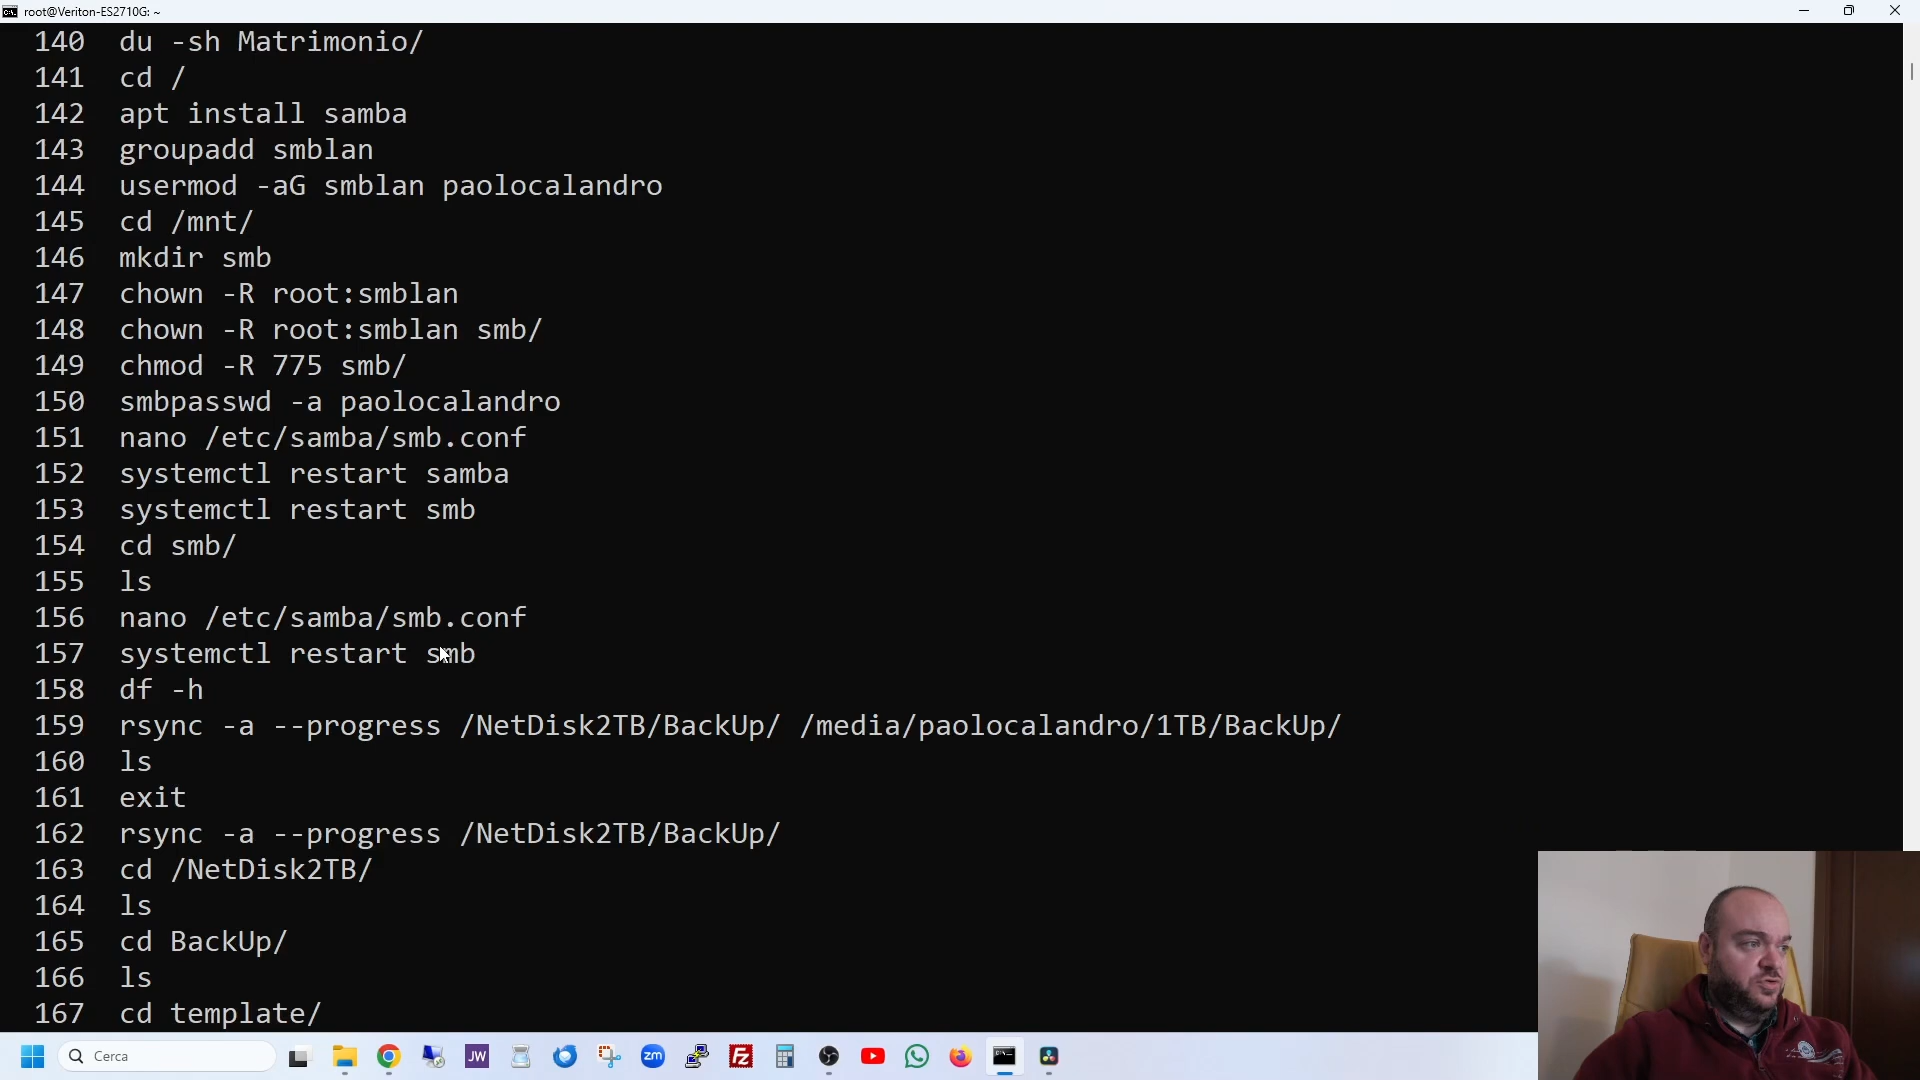 root@Veriton-ES2710G: ~
140 du -sh Matrimonio/
141 cd /
142 apt install samba
143 groupadd smblan
144 usermod -aG smblan paolocalandro
145 cd /mnt/
146 mkdir smb
147 chown -R root:smblan
148 chown -R root:smblan smb/
149 chmod -R 775 smb/
150 smbpasswd -a paolocalandro
151 nano /etc/samba/smb.conf
152 systemctl restart samba
153 systemctl restart smb
154 cd smb/
155 ls
156 nano /etc/samba/smb.conf
157 systemctl restart smb
158 df -h
159 rsync -a --progress /NetDisk2TB/BackUp/ /media/paolocalandro/1TB/BackUp/
160 ls
161 exit
162 rsync -a --progress /NetDisk2TB/BackUp/
163 cd /NetDisk2TB/
164 ls
165 cd BackUp/
166 ls
167 cd template/
Cerca
JW
zm
FZ